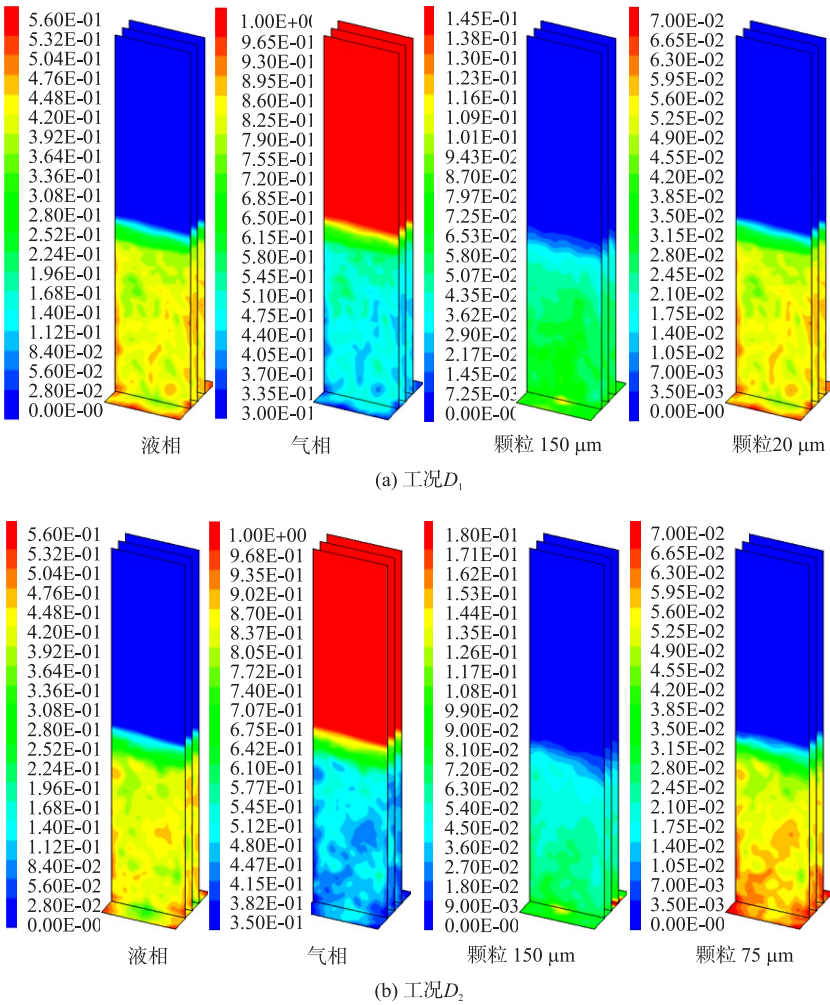 5.60E-01
5.32E-01
5.04E-01
4.76E-01
4.48E-01
4.20E-01
3.92E-01
3.64E-01
3.36E-01
3.08E-01
2.80E-01
2.52E-01
2.24E-01
1.96E-01
1.68E-01
1.40E-01
1.12E-01
8.40E-02
5.60E-02
2.80E-02
0.00E-00
液相
1.00E+00
9.65E-01
9.30E-01
8.95E-01
8.60E-01
8.25E-01
7.90E-01
7.55E-01
7.20E-01
6.85E-01
6.50E-01
6.15E-01
5.80E-01
5.45E-01
5.10E-01
4.75E-01
4.40E-01
4.05E-01
3.70E-01
3.35E-01
3.00E-01
气相
1.45E-01
1.38E-01
1.30E-01
1.23E-01
1.16E-01
1.09E-01
1.01E-01
9.43E-02
8.70E-02
7.97E-02
7.25E-02
6.53E-02
5.80E-02
5.07E-02
4.35E-02
3.62E-02
2.90E-02
2.17E-02
1.45E-02
7.25E-03
0.00E-00
颗粒 150 μm
7.00E-02
6.65E-02
6.30E-02
5.95E-02
5.60E-02
5.25E-02
4.90E-02
4.55E-02
4.20E-02
3.85E-02
3.50E-02
3.15E-02
2.80E-02
2.45E-02
2.10E-02
1.75E-02
1.40E-02
1.05E-02
7.00E-03
3.50E-03
0.00E-00
颗粒20 μm
(a) 工况D₁
5.60E-01
5.32E-01
5.04E-01
4.76E-01
4.48E-01
4.20E-01
3.92E-01
3.64E-01
3.36E-01
3.08E-01
2.80E-01
2.52E-01
2.24E-01
1.96E-01
1.68E-01
1.40E-01
1.12E-01
8.40E-02
5.60E-02
2.80E-02
0.00E-00
液相
1.00E+00
9.68E-01
9.35E-01
9.02E-01
8.70E-01
8.37E-01
8.05E-01
7.72E-01
7.40E-01
7.07E-01
6.75E-01
6.42E-01
6.10E-01
5.77E-01
5.45E-01
5.12E-01
4.80E-01
4.47E-01
4.15E-01
3.82E-01
3.50E-01
气相
1.80E-01
1.71E-01
1.62E-01
1.53E-01
1.44E-01
1.35E-01
1.26E-01
1.17E-01
1.08E-01
9.90E-02
9.00E-02
8.10E-02
7.20E-02
6.30E-02
5.40E-02
4.50E-02
3.60E-02
2.70E-02
1.80E-02
9.00E-03
0.00E-00
颗粒 150 μm
7.00E-02
6.65E-02
6.30E-02
5.95E-02
5.60E-02
5.25E-02
4.90E-02
4.55E-02
4.20E-02
3.85E-02
3.50E-02
3.15E-02
2.80E-02
2.45E-02
2.10E-02
1.75E-02
1.40E-02
1.05E-02
7.00E-03
3.50E-03
0.00E-00
颗粒 75 μm
(b) 工况D₂